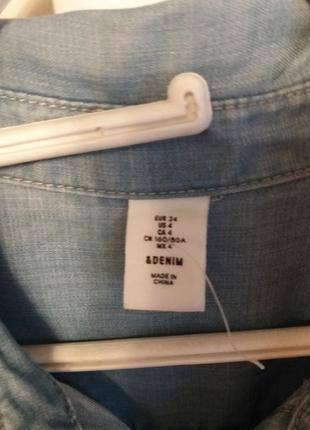 EUR 34
US 4
CA 4
CN 160/80A
MX 4
&DENIM
MADE IN
CHINA